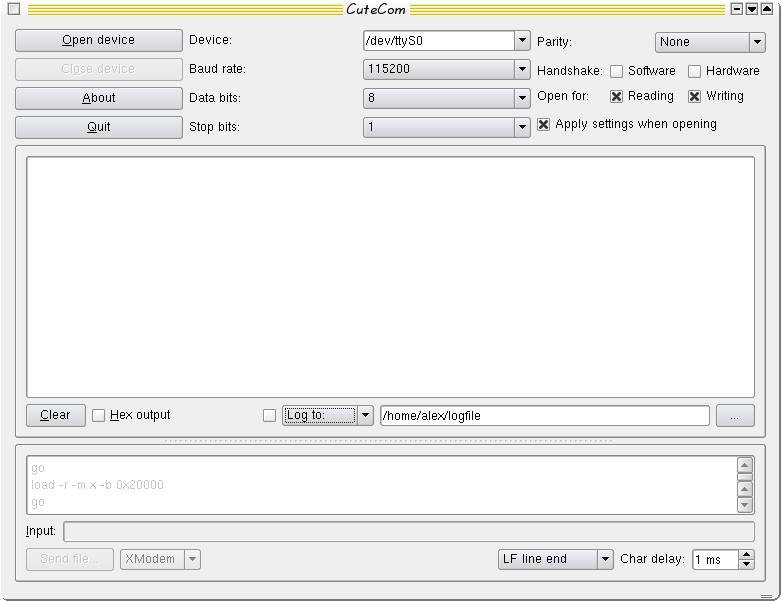 CuteCom
Open device Device: /dev/ttyS0 Parity: None
Close device Baud rate: 115200 Handshake: Software Hardware
About Data bits: 8 Open for: Reading Writing
Quit Stop bits: 1 Apply settings when opening
Clear Hex output Log to: /home/alex/logfile ...
go
load -r -m x -b 0x20000
go
Input:
Send file... XModem LF line end Char delay: 1 ms